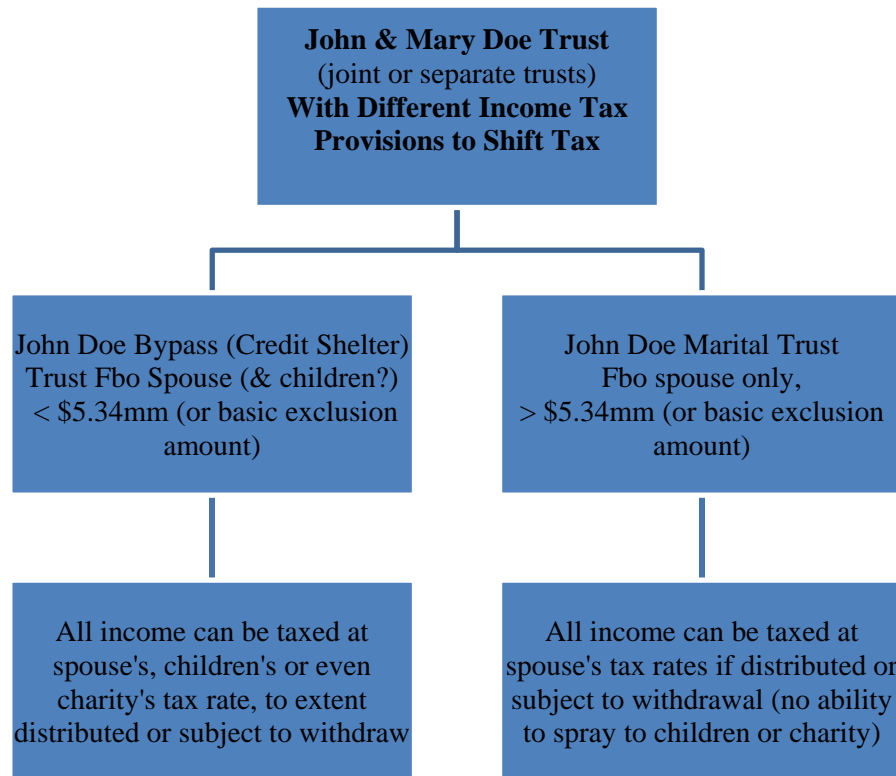 John & Mary Doe Trust
(joint or separate trusts)
With Different Income Tax
Provisions to Shift Tax
John Doe Bypass (Credit Shelter)
Trust Fbo Spouse (& children?)
< $5.34mm (or basic exclusion
amount)
John Doe Marital Trust
Fbo spouse only,
> $5.34mm (or basic exclusion
amount)
All income can be taxed at
spouse's, children's or even
charity's tax rate, to extent
distributed or subject to withdraw
All income can be taxed at
spouse's tax rates if distributed or
subject to withdrawal (no ability
to spray to children or charity)